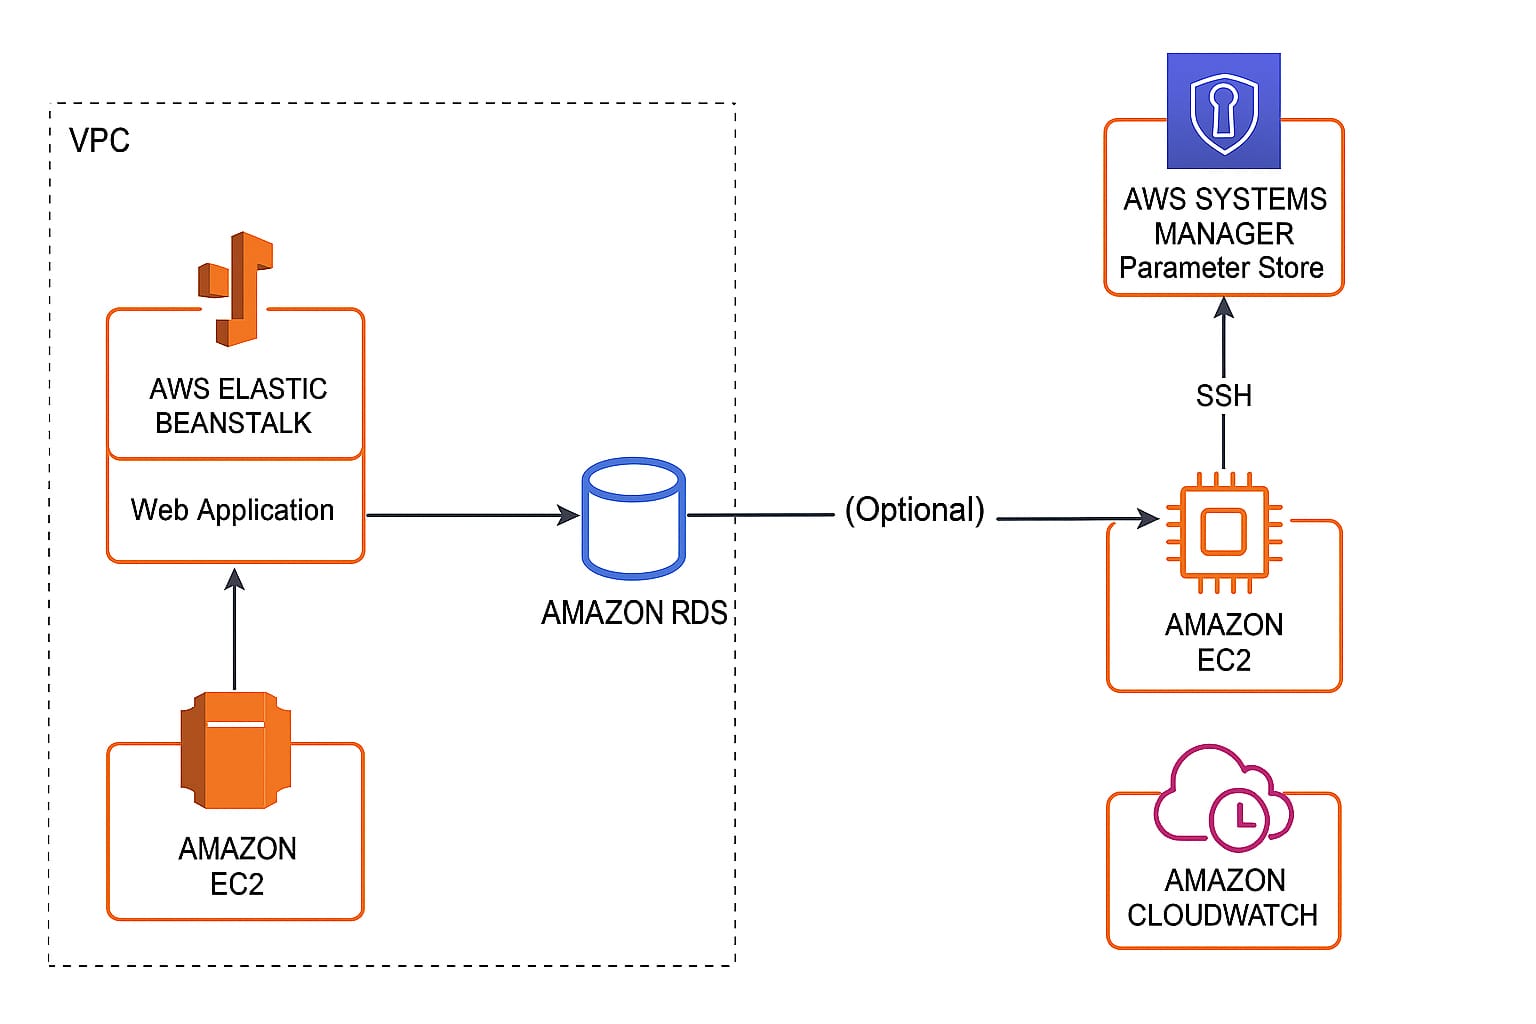 VPC
AWS ELASTIC
BEANSTALK
Web Application
AMAZON
EC2
AMAZON RDS
(Optional)
AWS SYSTEMS
MANAGER
Parameter Store
SSH
AMAZON
EC2
AMAZON
CLOUDWATCH